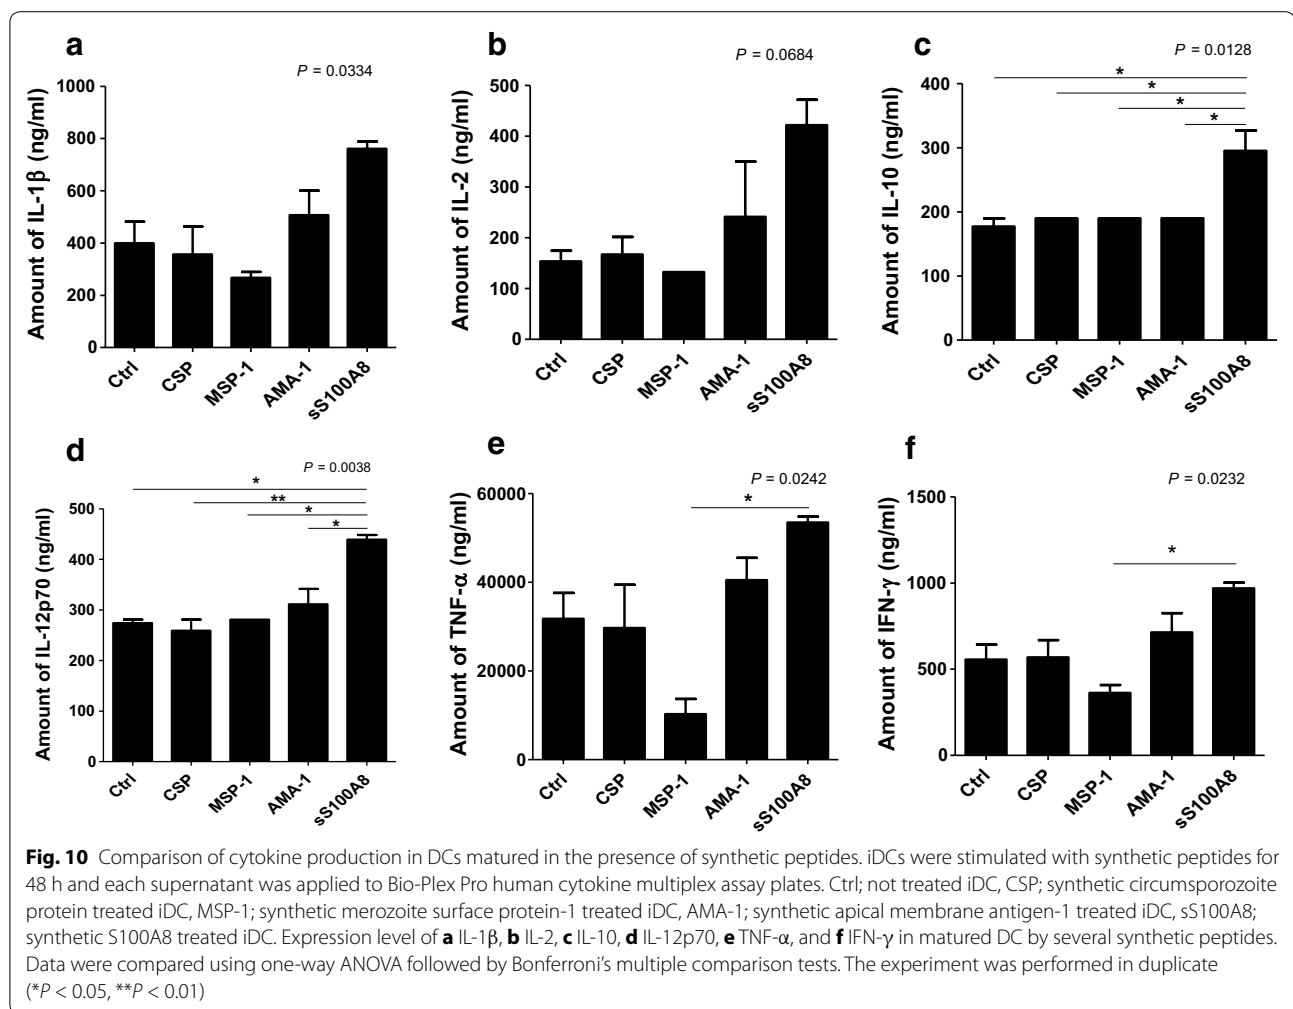 a
P = 0.0334
Amount of IL-1β (ng/ml)
1000
800
600
400
200
0
Ctrl
CSP
MSP-1
AMA-1
sS100A8
b
P = 0.0684
Amount of IL-2 (ng/ml)
500
400
300
200
100
0
Ctrl
CSP
MSP-1
AMA-1
sS100A8
c
P = 0.0128
*
*
*
*
Amount of IL-10 (ng/ml)
400
300
200
100
0
Ctrl
CSP
MSP-1
AMA-1
sS100A8
d
P = 0.0038
*
**
*
*
Amount of IL-12p70 (ng/ml)
500
400
300
200
100
0
Ctrl
CSP
MSP-1
AMA-1
sS100A8
e
P = 0.0242
*
Amount of TNF-α (ng/ml)
60000
40000
20000
0
Ctrl
CSP
MSP-1
AMA-1
sS100A8
f
P = 0.0232
*
Amount of IFN-γ (ng/ml)
1500
1000
500
0
Ctrl
CSP
MSP-1
AMA-1
sS100A8
Fig. 10 Comparison of cytokine production in DCs matured in the presence of synthetic peptides. iDCs were stimulated with synthetic peptides for
48 h and each supernatant was applied to Bio-Plex Pro human cytokine multiplex assay plates. Ctrl; not treated iDC, CSP; synthetic circumsporozoite
protein treated iDC, MSP-1; synthetic merozoite surface protein-1 treated iDC, AMA-1; synthetic apical membrane antigen-1 treated iDC, sS100A8;
synthetic S100A8 treated iDC. Expression level of a IL-1β, b IL-2, c IL-10, d IL-12p70, e TNF-α, and f IFN-γ in matured DC by several synthetic peptides.
Data were compared using one-way ANOVA followed by Bonferroni's multiple comparison tests. The experiment was performed in duplicate
(*P < 0.05, **P < 0.01)